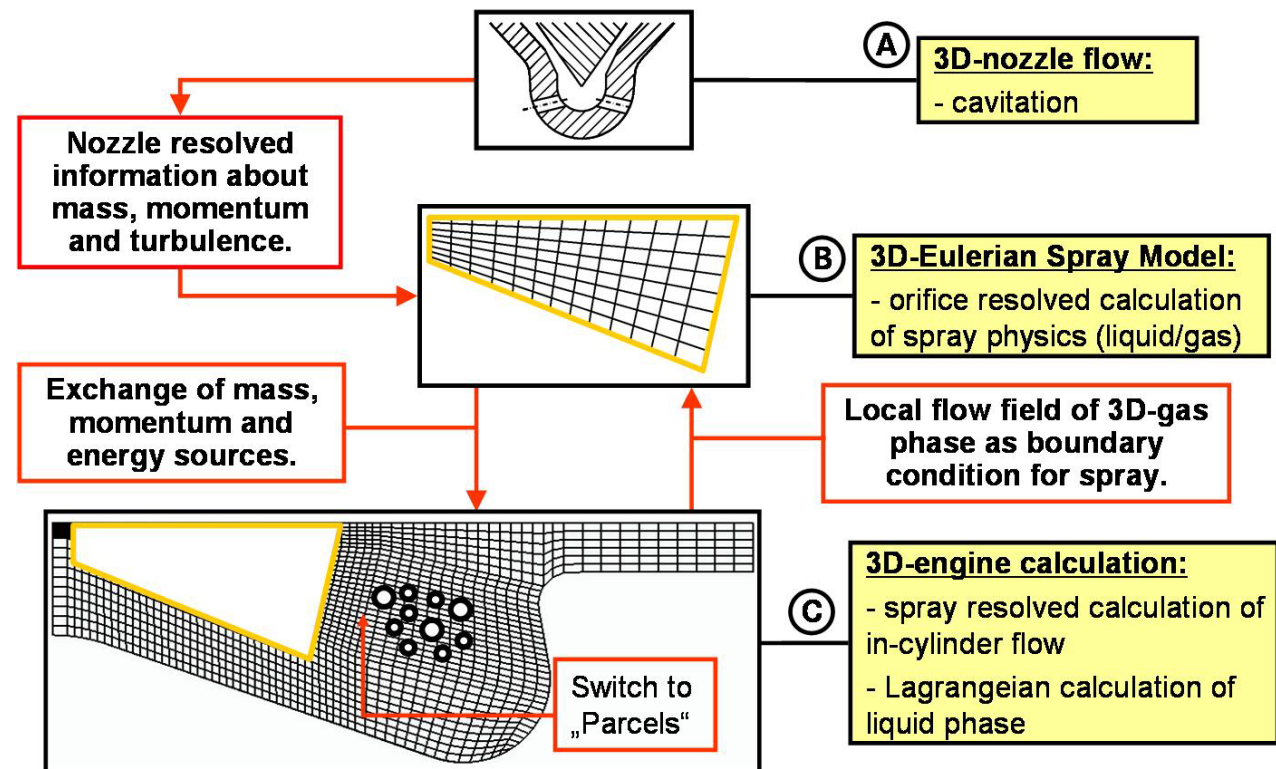 A
3D-nozzle flow:
- cavitation
Nozzle resolved
information about
mass, momentum
and turbulence.
B
3D-Eulerian Spray Model:
- orifice resolved calculation
of spray physics (liquid/gas)
Exchange of mass,
momentum and
energy sources.
Local flow field of 3D-gas
phase as boundary
condition for spray.
C
3D-engine calculation:
- spray resolved calculation of
in-cylinder flow
- Lagrangeian calculation of
liquid phase
Switch to
„Parcels“